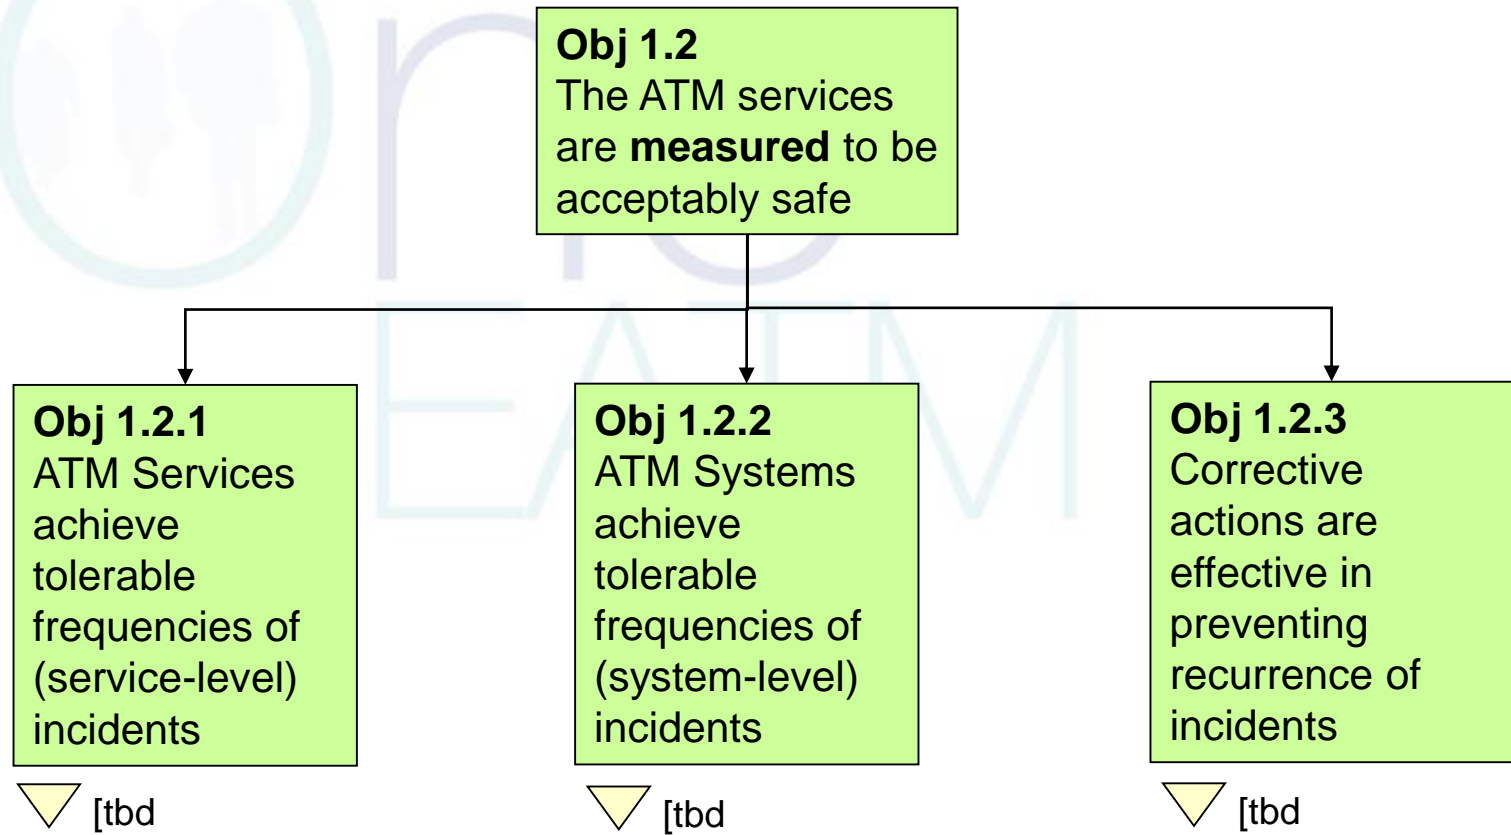 Obj 1.2
The ATM services
are measured to be
acceptably safe
Obj 1.2.1
ATM Services
achieve
tolerable
frequencies of
(service-level)
incidents
[tbd
Obj 1.2.2
ATM Systems
achieve
tolerable
frequencies of
(system-level)
incidents
[tbd
Obj 1.2.3
Corrective
actions are
effective in
preventing
recurrence of
incidents
[tbd
One
EATM